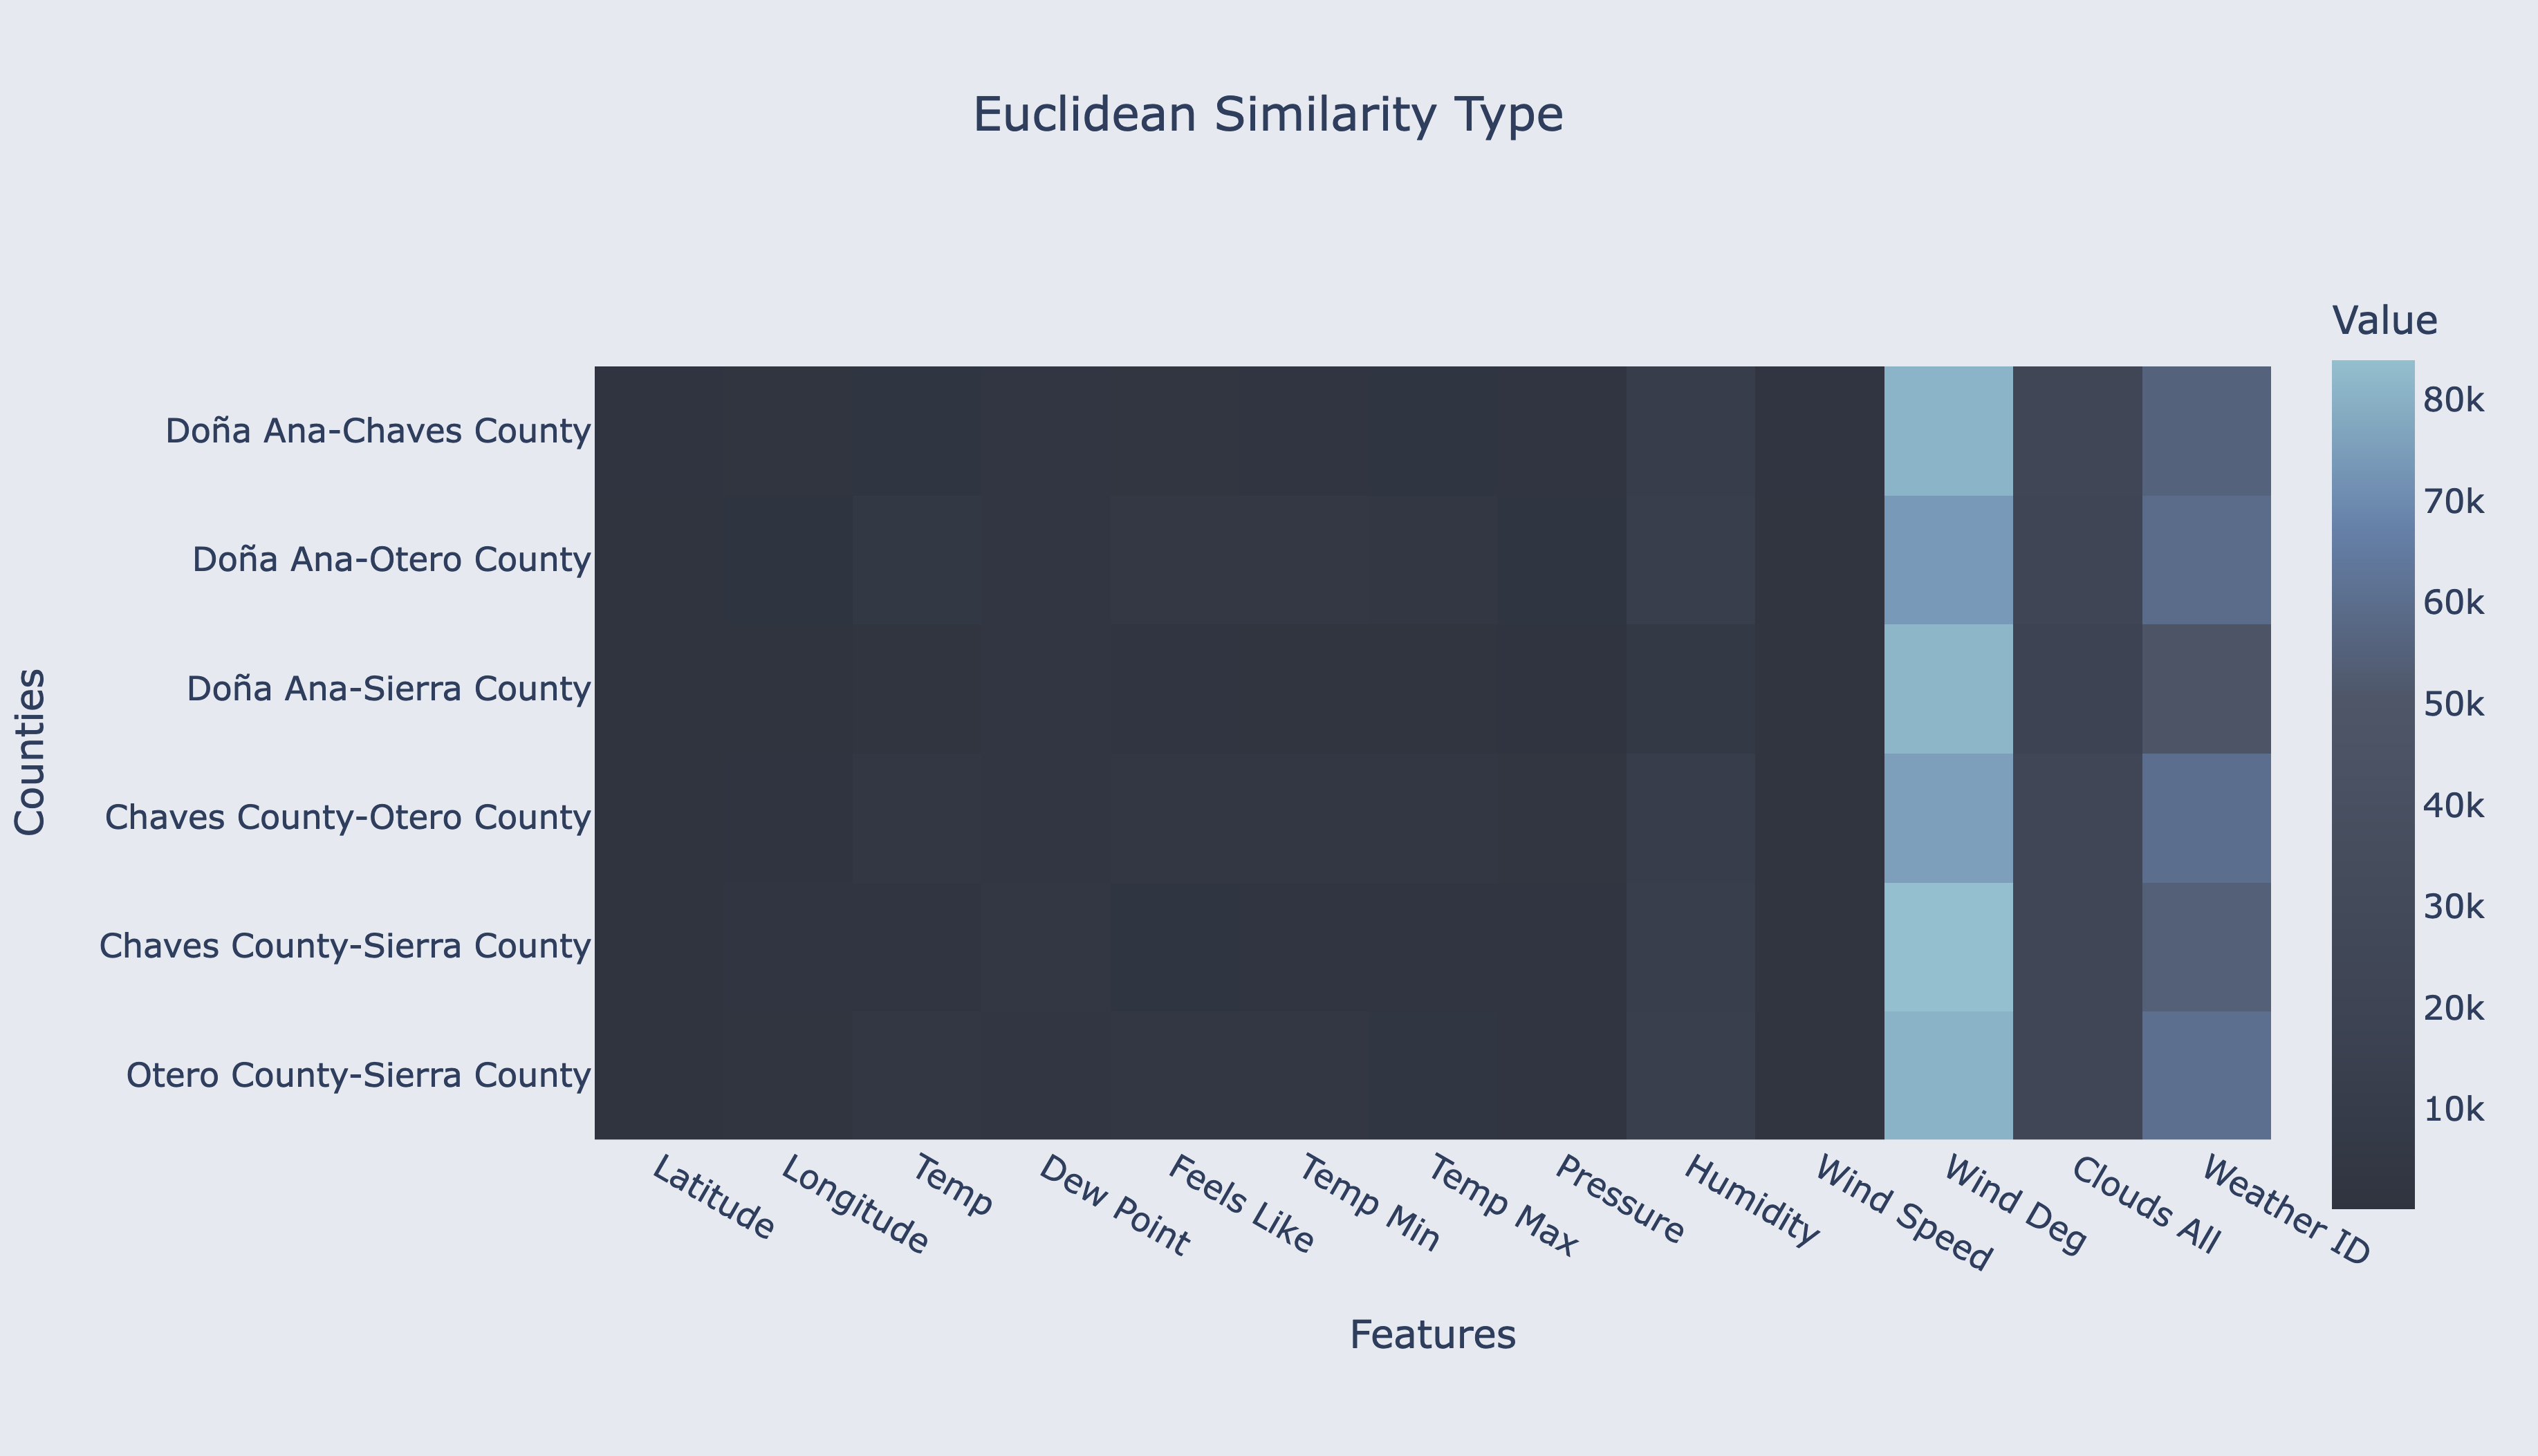 Euclidean Similarity Type
Value
80k
70k
60k
50k
40k
30k
20k
10k
Counties
Doña Ana-Chaves County
Doña Ana-Otero County
Doña Ana-Sierra County
Chaves County-Otero County
Chaves County-Sierra County
Otero County-Sierra County
Latitude
Longitude
Temp
Dew Point
Feels Like
Temp Min
Temp Max
Pressure
Humidity
Wind Speed
Wind Deg
Clouds All
Weather ID
Features